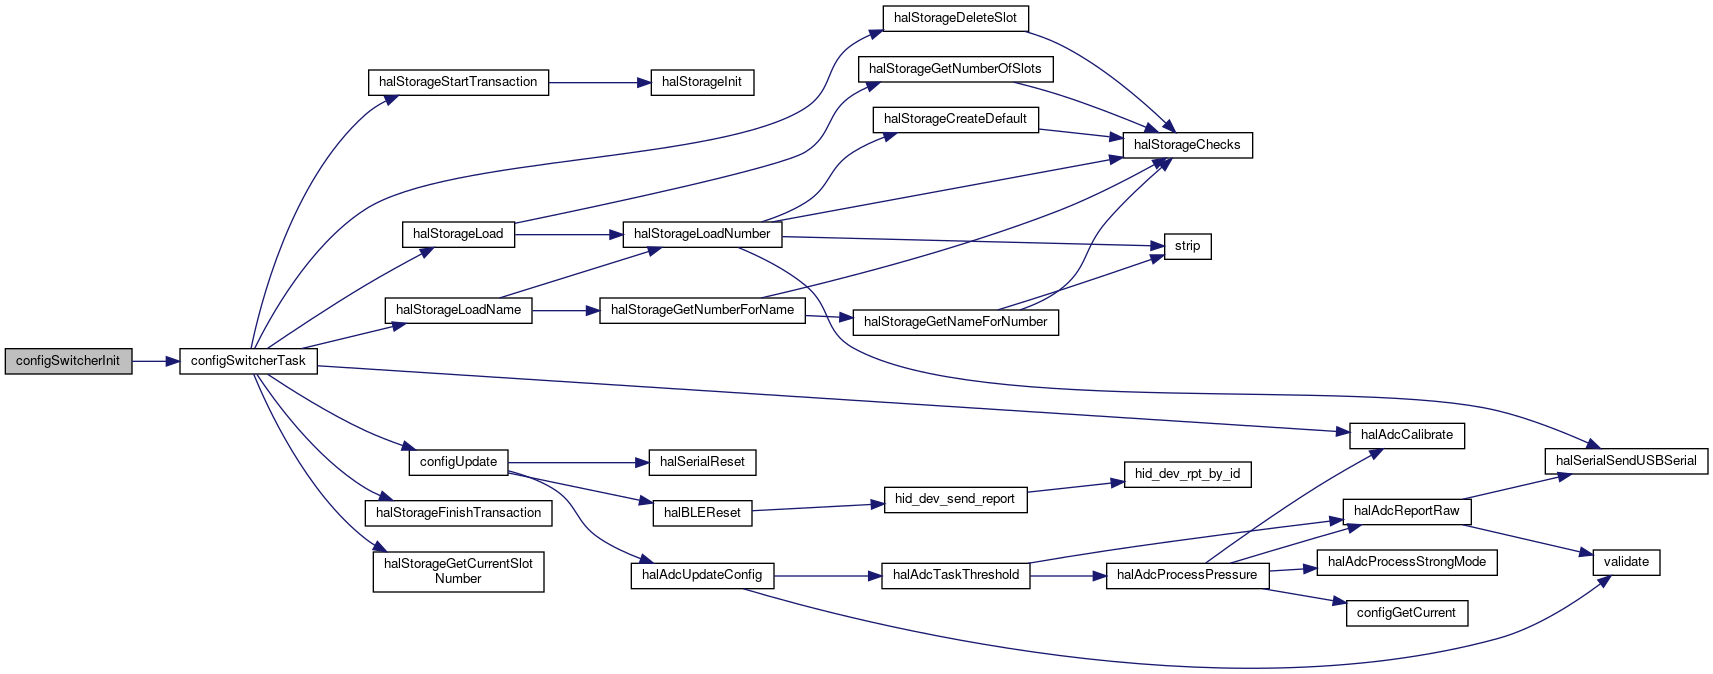 halStorageDeleteSlot
halStorageGetNumberOfSlots
halStorageStartTransaction
halStorageInit
halStorageCreateDefault
halStorageChecks
halStorageLoad
halStorageLoadNumber
strip
halStorageLoadName
halStorageGetNumberForName
halStorageGetNameForNumber
configSwitcherInit
configSwitcherTask
halAdcCalibrate
configUpdate
halSerialReset
halSerialSendUSBSerial
hid_dev_rpt_by_id
hid_dev_send_report
halStorageFinishTransaction
halBLEReset
halAdcReportRaw
halStorageGetCurrentSlot
Number
halAdcUpdateConfig
halAdcTaskThreshold
halAdcProcessPressure
halAdcProcessStrongMode
validate
configGetCurrent